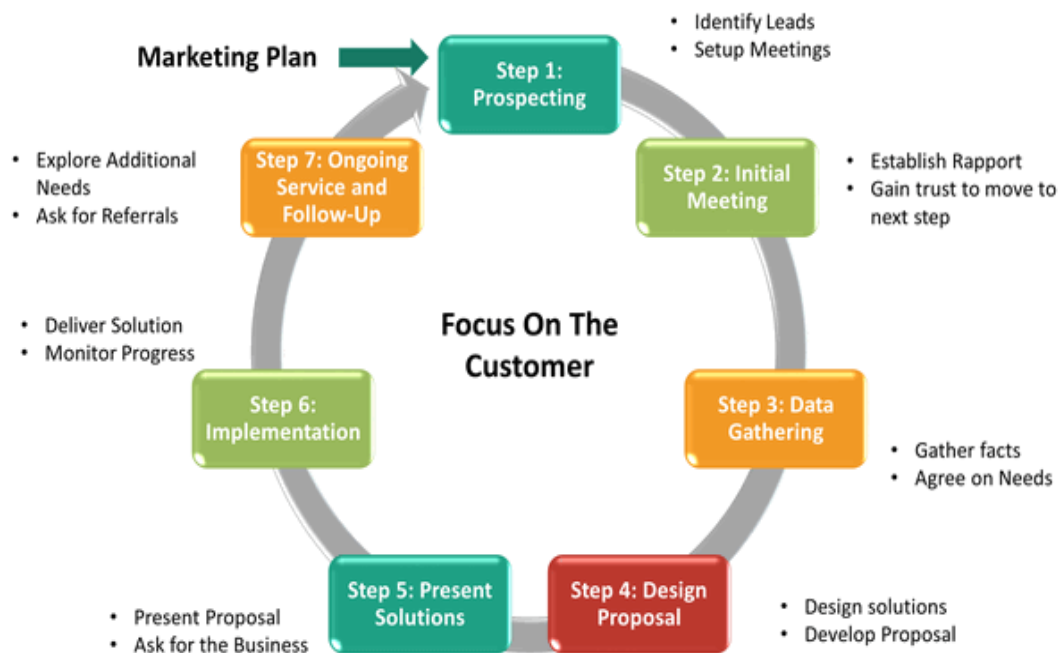 Marketing Plan
Step 1:
Prospecting
• Identify Leads
• Setup Meetings
Step 2: Initial
Meeting
• Establish Rapport
• Gain trust to move to
next step
Step 3: Data
Gathering
• Gather facts
• Agree on Needs
Step 4: Design
Proposal
• Design solutions
• Develop Proposal
Step 5: Present
Solutions
• Present Proposal
• Ask for the Business
Step 6:
Implementation
• Deliver Solution
• Monitor Progress
Step 7: Ongoing
Service and
Follow-Up
• Explore Additional
Needs
• Ask for Referrals
Focus On The
Customer